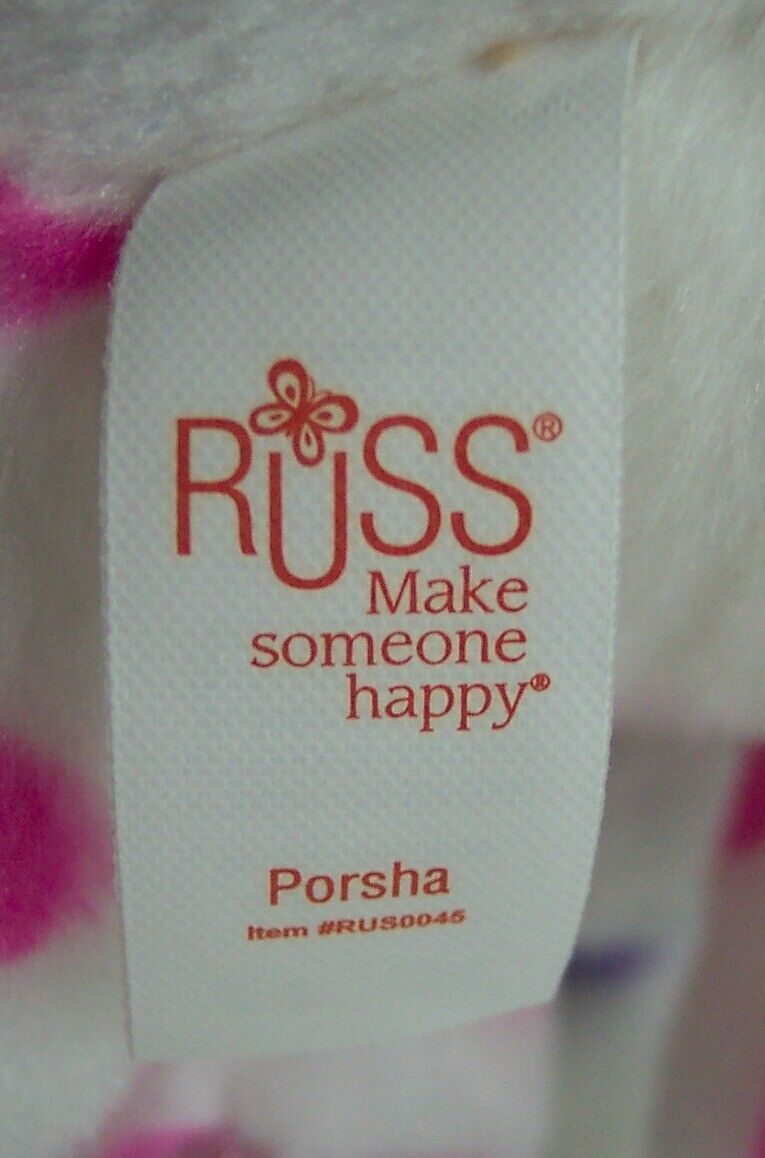 RUSS®
Make
someone
happy®
Porsha
Item #RUS0045